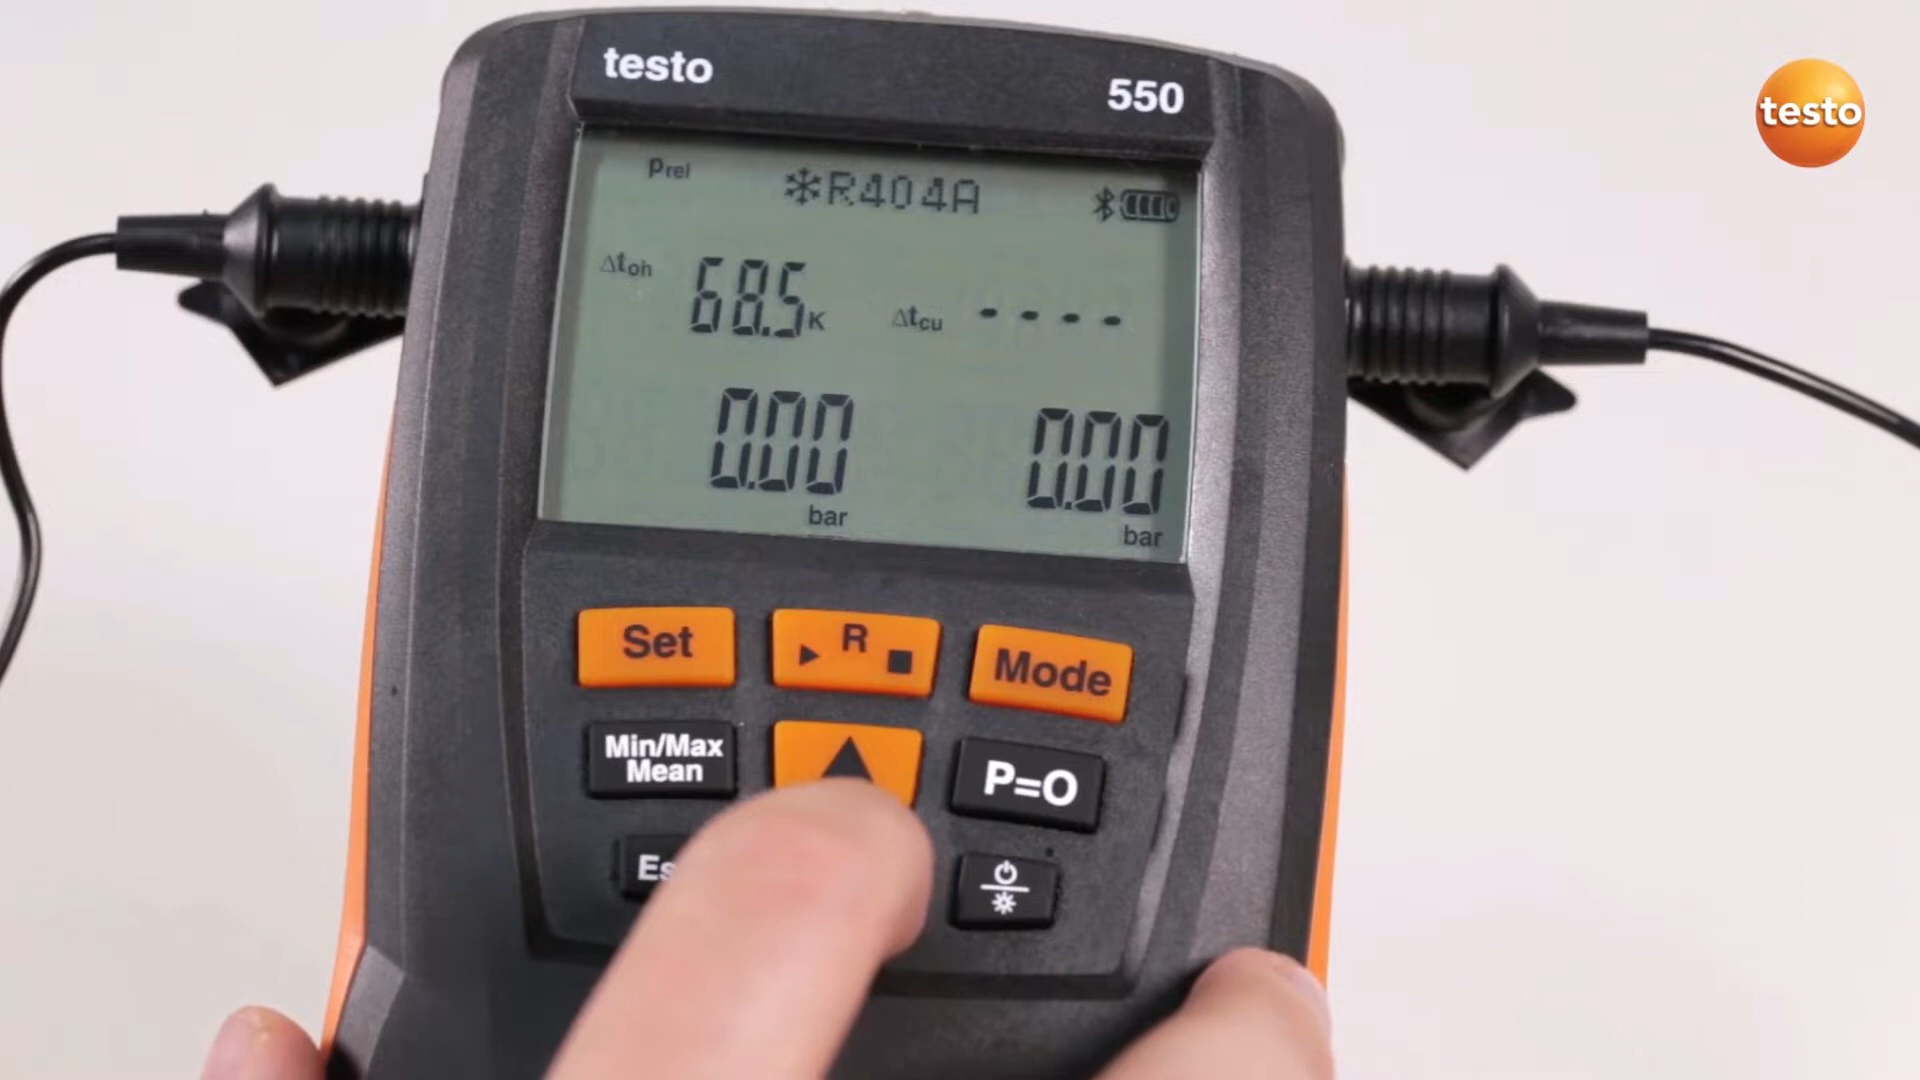 testo
550
testo
Prel
R404A
Δtoh 68.5 K
Δtcu ----
0.00 bar
0.00 bar
Set
R
Mode
Min/Max
Mean
P=O
Es